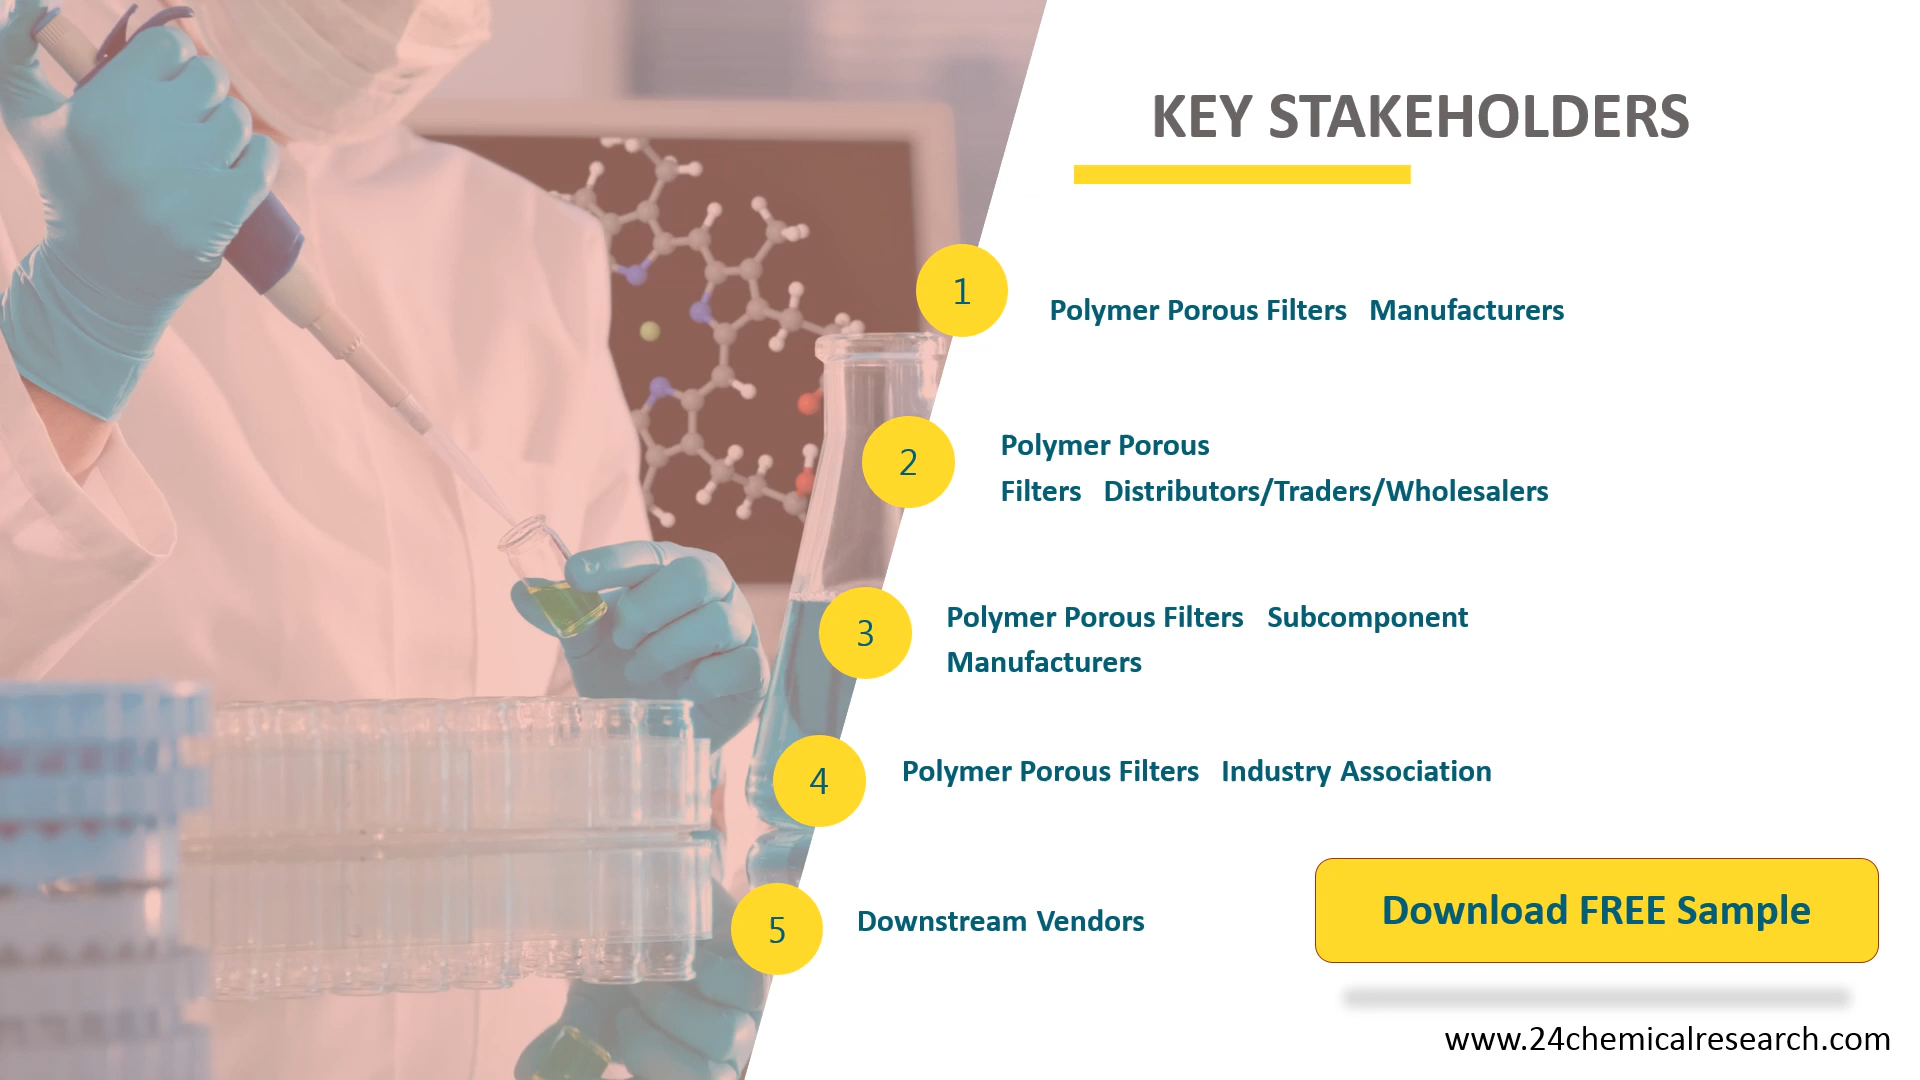 KEY STAKEHOLDERS
1
Polymer Porous Filters   Manufacturers
2
Polymer Porous
Filters   Distributors/Traders/Wholesalers
3
Polymer Porous Filters   Subcomponent
Manufacturers
4
Polymer Porous Filters   Industry Association
5
Downstream Vendors
Download FREE Sample
www.24chemicalresearch.com